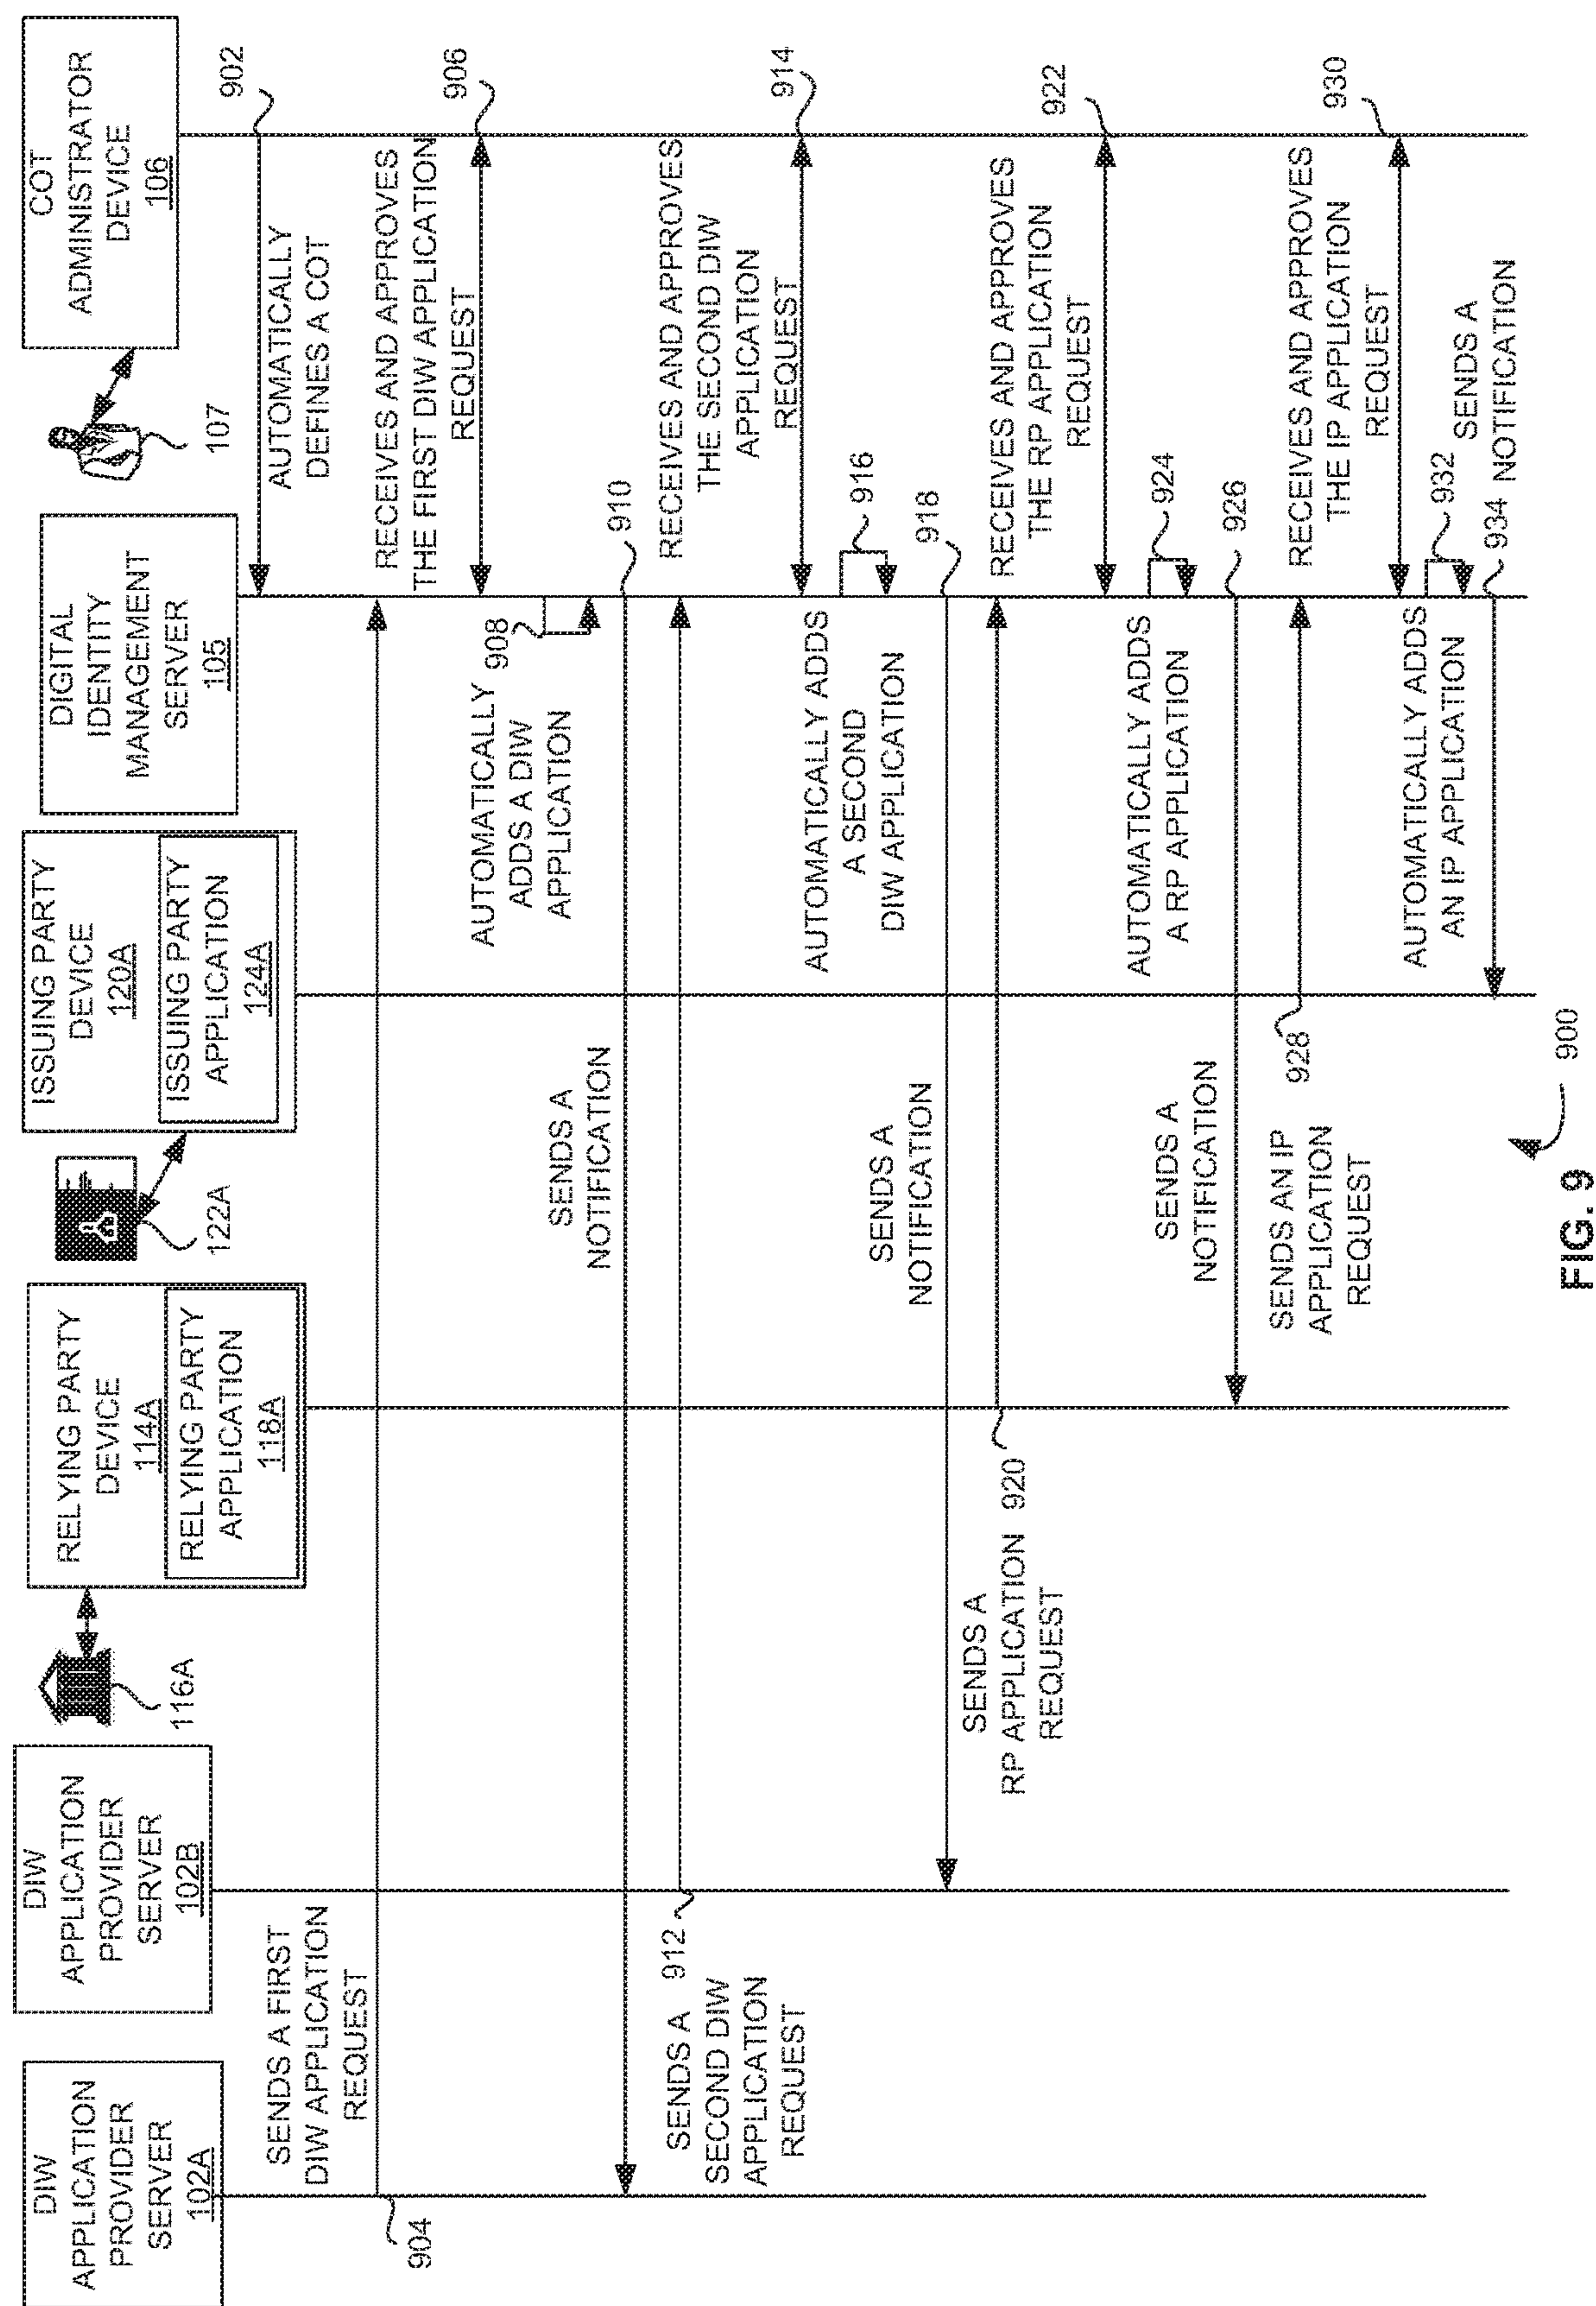 DIW
APPLICATION
PROVIDER
SERVER
102A
DIW
APPLICATION
PROVIDER
SERVER
102B
116A
RELYING PARTY
DEVICE
114A
RELYING PARTY
APPLICATION
118A
122A
ISSUING PARTY
DEVICE
120A
ISSUING PARTY
APPLICATION
124A
DIGITAL
IDENTITY
MANAGEMENT
SERVER
105
107
COT
ADMINISTRATOR
DEVICE
106
902
AUTOMATICALLY
DEFINES A COT
SENDS A FIRST
DIW APPLICATION
REQUEST
904
RECEIVES AND APPROVES
THE FIRST DIW APPLICATION
REQUEST
906
AUTOMATICALLY
ADDS A DIW
APPLICATION
908
SENDS A
NOTIFICATION
910
SENDS A
SECOND DIW
APPLICATION
REQUEST
912
RECEIVES AND APPROVES
THE SECOND DIW
APPLICATION
REQUEST
914
AUTOMATICALLY ADDS
A SECOND
DIW APPLICATION
916
SENDS A
NOTIFICATION
918
SENDS A
RP APPLICATION
REQUEST
920
RECEIVES AND APPROVES
THE RP APPLICATION
REQUEST
922
AUTOMATICALLY ADDS
A RP APPLICATION
924
SENDS A
NOTIFICATION
926
SENDS AN IP
APPLICATION
REQUEST
928
RECEIVES AND APPROVES
THE IP APPLICATION
REQUEST
930
AUTOMATICALLY ADDS
AN IP APPLICATION
932
SENDS A
NOTIFICATION
934
900
FIG. 9